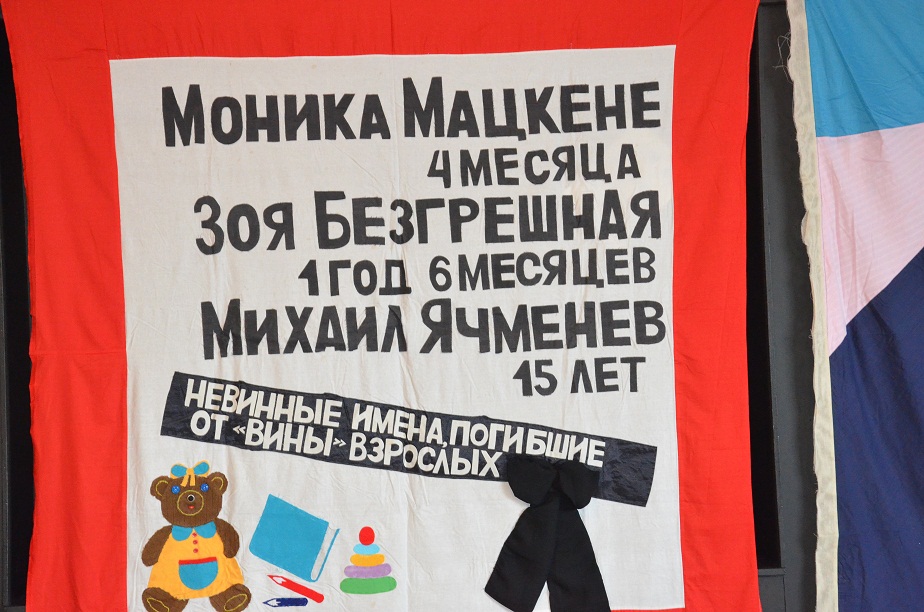 Моника Мацкене
4 месяца
Зоя Безгрешная
1 год 6 месяцев
Михаил Ячменев
15 лет
НЕВИННЫЕ ИМЕНА, ПОГИБШИЕ
ОТ «ВИНЫ» ВЗРОСЛЫХ